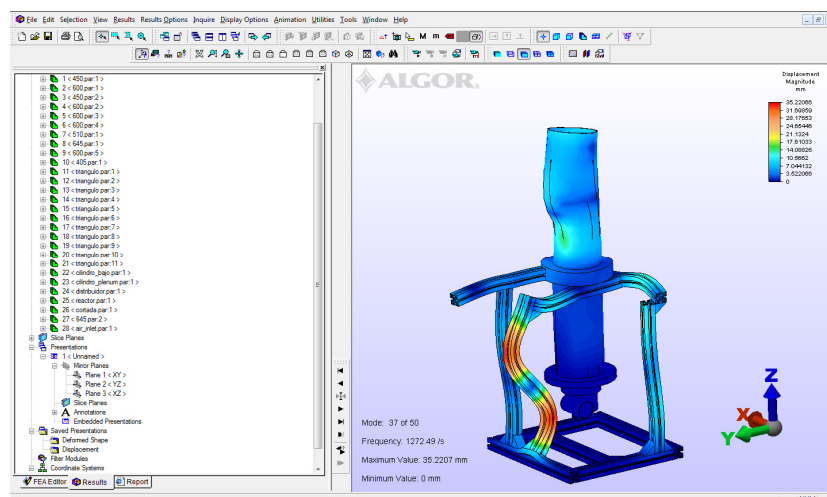 File Edit Selection View Results Results Options Inquire Display Options Animation Utilities Tools Window Help
M m
1 < 450.par:1 >
2 < 600.par:1 >
3 < 450.par:2 >
4 < 600.par:2 >
5 < 600.par:3 >
6 < 600.par:4 >
7 < 510.par:1 >
8 < 645.par:1 >
9 < 600.par:5 >
10 < 405.par:1 >
11 < triangulo.par:1 >
12 < triangulo.par:2 >
13 < triangulo.par:3 >
14 < triangulo.par:4 >
15 < triangulo.par:5 >
16 < triangulo.par:6 >
17 < triangulo.par:7 >
18 < triangulo.par:8 >
19 < triangulo.par:9 >
20 < triangulo.par:10 >
21 < triangulo.par:11 >
22 < cilindro_bajo.par:1 >
23 < cilindro_plenum.par:1 >
24 < distribuidor.par:1 >
25 < reactor.par:1 >
26 < cortada.par:1 >
27 < 645.par:2 >
28 < air_inlet.par:1 >
Slice Planes
Presentations
1 < Unnamed >
Mirror Planes
Plane 1 < XY >
Plane 2 < YZ >
Plane 3 < XZ >
Slice Planes
A Annotations
Embedded Presentations
Saved Presentations
Deformed Shape
Displacement
Filter Modules
Coordinate Systems
FEA Editor Results Report
ALGOR.
Displacement
Magnitude
mm
35.22066
31.69859
28.17653
24.65446
21.1324
17.61033
14.08826
10.5662
7.044132
3.522066
0
Mode: 37 of 50
Frequency: 1272.49 /s
Maximum Value: 35.2207 mm
Minimum Value: 0 mm
Z
X
Y